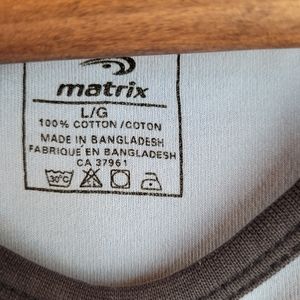 matrix
L/G
100% COTTON/COTON
MADE IN BANGLADESH
FABRIQUE EN BANGLADESH
CA 37961
30°C